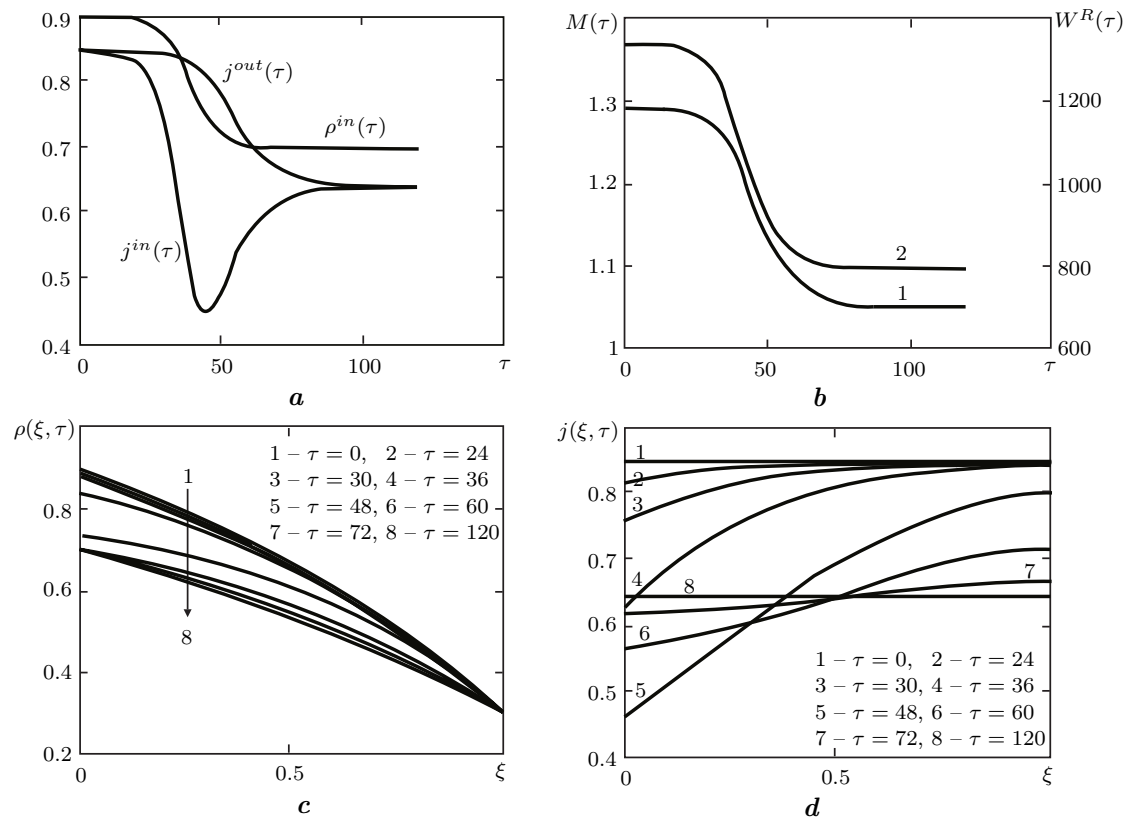 0.9
0.8
0.7
0.6
0.5
0.4
0
50
100
τ
j^{out}(τ)
ρ^{in}(τ)
j^{in}(τ)
a
M(τ)
W^R(τ)
1.3
1.2
1.1
1
1200
1000
800
600
0
50
100
τ
2
1
b
ρ(ξ, τ)
0.8
0.6
0.4
0.2
0
0.5
ξ
1
8
1 – τ = 0, 2 – τ = 24
3 – τ = 30, 4 – τ = 36
5 – τ = 48, 6 – τ = 60
7 – τ = 72, 8 – τ = 120
c
j(ξ, τ)
0.8
0.7
0.6
0.5
0.4
0
0.5
ξ
1
2
3
4
8
7
6
5
1 – τ = 0, 2 – τ = 24
3 – τ = 30, 4 – τ = 36
5 – τ = 48, 6 – τ = 60
7 – τ = 72, 8 – τ = 120
d